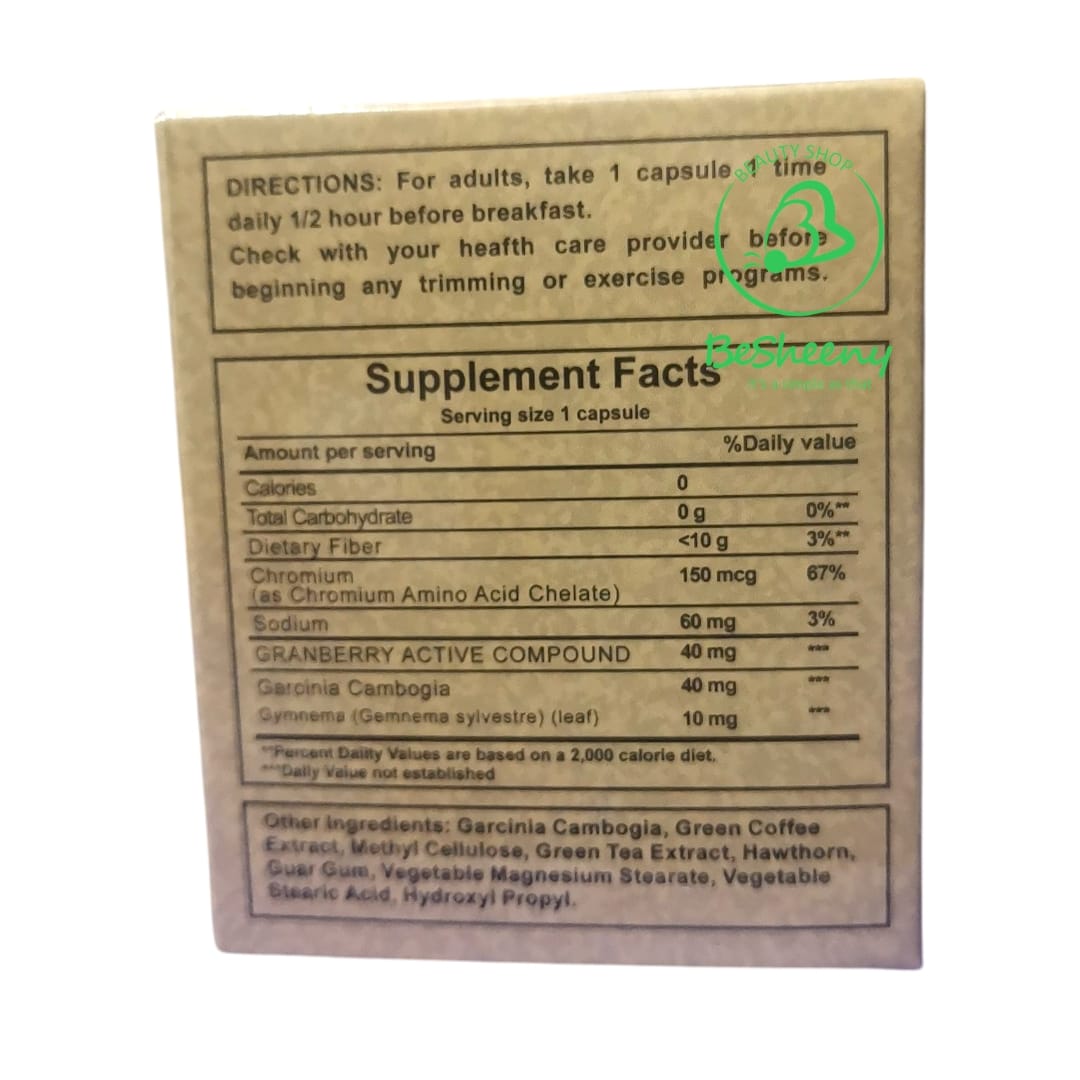 DIRECTIONS: For adults, take 1 capsule 1 time
daily 1/2 hour before breakfast.
Check with your heafth care provider before
beginning any trimming or exercise programs.
BEAUTY SHOP
BeSheeny
Supplement Facts
Serving size 1 capsule
Amount per serving %Daily value
Calories 0
Total Carbohydrate 0 g 0%**
Dietary Fiber <10 g 3%**
Chromium 150 mcg 67%
(as Chromium Amino Acid Chelate)
Sodium 60 mg 3%
GRANBERRY ACTIVE COMPOUND 40 mg ***
Garcinia Cambogia 40 mg ***
Gymnema (Gemnema sylvestre) (leaf) 10 mg ***
**Percent Dailty Values are based on a 2,000 calorie diet.
***Daily Value not established
Other Ingredients: Garcinia Cambogia, Green Coffee
Extract, Methyl Cellulose, Green Tea Extract, Hawthorn,
Guar Gum, Vegetable Magnesium Stearate, Vegetable
Stearic Acid, Hydroxyl Propyl.